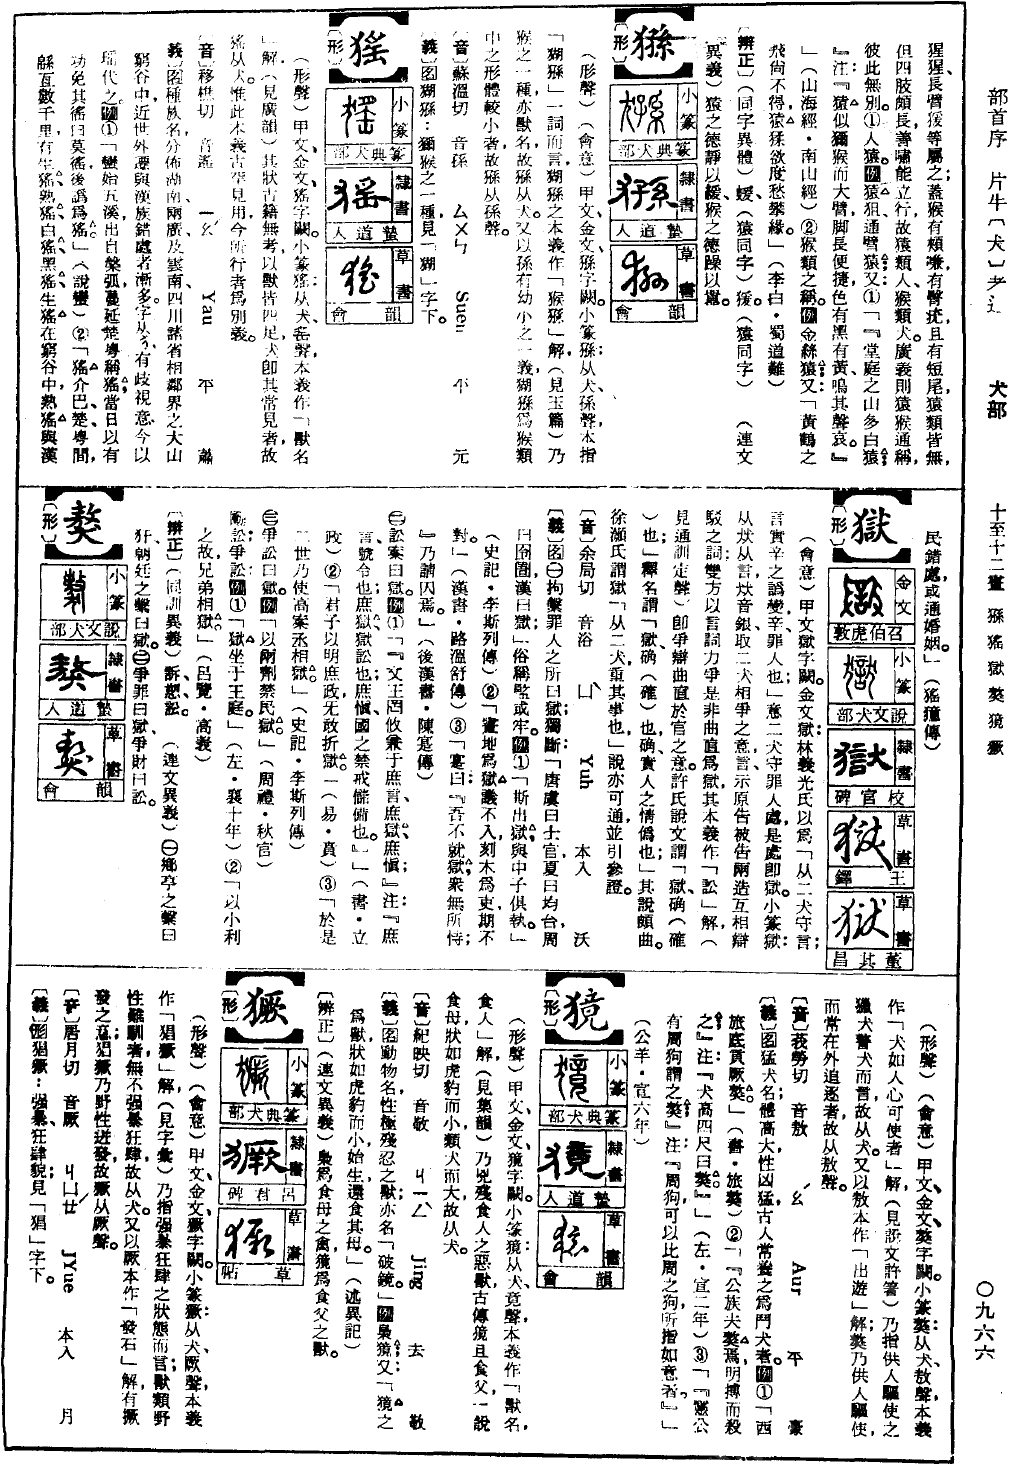 部首序　片牛(犬)歺辶　犬部　十至十二畫　猻猺獄獒獍獗　〇九六六
猩猩、長臂猿等屬之；蓋猴有頰嗛有臀疣且有短尾，猿類皆無，
但四肢頗長善嘯能立行，故猿類人，猴類犬。廣義則猿猴通稱，
彼此無別。①人猿。例猿狙通臂猿；又①「『堂庭之山多白猿
』注：『猿似獼猴而大，臂腳長便捷，色有黑有黃，鳴其聲哀。』
」（山海經・南山經）②猴類之稱。例金絲猿；又「黃鶴之
飛尚不得，猿猱欲度愁攀緣」（李白・蜀道難）
〔辨正〕（同字異體）蝯（猿同字）猨（猿同字）　（連文
異義）猿之德靜以緩，猴之德躁以囂。
猻
〔形〕
小篆　篆典犬部
隸書　蟄道人
草書　韻會
（形聲）（會意）甲文、金文猻字闕。小篆猻：从犬，孫聲，本指
「猢猻」一詞而言，猢猻之本義作「猴猻」解（見玉篇）乃
猴之一種，亦獸名，故猻从犬。又以孫有幼小之一義，猢猻爲猴類
中之形體較小者，故猻从孫聲。
〔音〕蘇溫切　音孫　ㄙㄨㄣ　Suen　平　元
〔義〕名猢猻：獼猴之一種，見「猢」字下。
猺
〔形〕
小篆　篆典犬部
隸書　蟄道人
草書　韻會
（形聲）甲文、金文猺字闕。小篆猺：从犬，䍃聲，本義作「獸名
」解（見廣韻）其狀古籍無考，以獸皆四足，犬卽其常見者，故
猺从犬。惟此本義古罕見用，今所行者爲別義。
〔音〕移樵切　音遙　ㄧㄠ　Yau　平　蕭
〔義〕名種族名，分佈湖南、兩廣及雲南、四川諸省相鄰界之大山
窮谷中；近世外遷與漢族錯處者漸多；字从犭有歧視意，今以
瑤代之。例①「蠻始五溪，出自槃瓠，蔓延楚粵，稱猺；當日以有
功免其徭，曰莫徭，後訛爲猺。」（說蠻）②「猺介巴楚粵間，
綿亙數千里，有生猺、熟猺、白猺、黑猺，生猺在窮谷中，熟猺與漢
民錯處，或通婚姻。」（猺獞傳）
獄
〔形〕
金文　召伯虎敦
小篆　說文犬部
隸書　校官碑
草書　王鐸
草書　董其昌
（會意）甲文獄字闕。金文獄：林義光氏以爲「从二犬守言；
言實辛之譌變，辛罪人也」意二犬守罪人處，是處卽獄。小篆獄：
从㹜从言，㹜音銀，取二犬相爭之意，言示原告被告兩造互相辯
駁之詞；雙方以言詞力爭是非曲直爲獄，其本義作「訟」解（
見通訓定聲）卽爭辯曲直於官之意。許氏說文謂「獄，确（確
）也」釋名謂「獄，确（確）也，确實人之情僞也」其說頗曲。
徐灝氏謂獄「从二犬重其事也」說亦可通，並引參證。
〔音〕余局切　音浴　ㄩˋ　Yuh　本入　沃
〔義〕名㊀拘繫罪人之所曰獄；獨斷：「唐虞曰士官，夏曰均台，周
曰囹圄，漢曰獄」俗稱監或牢。例①「斯出獄，與中子俱執。」
（史記・李斯列傳）②「畫地爲獄，議不入；刻木爲吏，期不
對」（漢書・路溫舒傳）③「寔曰：『吾不就獄，衆無所恃；
』乃請囚焉。」（後漢書・陳寔傳）
㊁訟案曰獄。例①「『文王罔攸兼于庶言庶獄庶愼』注『庶
言，號令也；庶獄，獄訟也；庶愼，國之禁戒儲備也。』」（書・立
政）②「君子以明庶政，无敢折獄。」（易・賁）③「於是
二世乃使高案丞相獄。」（史記・李斯列傳）
㊂爭訟曰獄。例「以兩劑禁民獄。」（周禮・秋官）
動訟爭訟。例①「獄坐于王庭。」（左・襄十年）②「以小利
之故，兄弟相獄。」（呂覽・高義）
〔辨正〕（同訓異義）訴、愬、訟。　（連文異義）㊀鄉亭之繫曰
犴，朝廷之繫曰獄。㊁爭罪曰獄，爭財曰訟。
獒
〔形〕
小篆　說文犬部
隸書　蟄道人
草書　韻會
（形聲）（會意）甲文、金文獒字闕。小篆獒：从犬，敖聲，本義
作「犬如人心可使者」解（見說文許箸）乃指供人驅使之
獵犬警犬而言，故从犬。又以敖本作「出遊」解，獒乃供人驅使，
而常在外追逐者，故从敖聲。
〔音〕莪勞切　音敖　ㄠˊ　Aur　平　豪
〔義〕名猛犬名；體高大性凶猛，古人常豢之爲鬥犬者。例①「西
旅底貢厥獒。」（書・旅獒）②「『公嗾夫獒焉，明搏而殺
之』注『犬高四尺曰獒』」（左・宣二年）③「『靈公
有周狗謂之獒』注『周狗可以比周之狗，所指如意者。』」
（公羊・宣六年）
獍
〔形〕
小篆　篆典犬部
隸書　蟄道人
草書　韻會
（形聲）甲文、金文、獍字闕。小篆獍：从犬，竟聲，本義作「獸名，
食人」解（見集韻）乃兇殘食人之惡獸，古傳獍且食父，一說
食母，狀如虎豹而小，類犬而大，故从犬。
〔音〕紀映切　音敬　ㄐㄧㄥˋ　Jing　去　敬
〔義〕名動物名，性極殘忍之獸；亦名「破鏡」例梟獍；又「獍之
爲獸，狀如虎豹而小，始生還食其母。」（述異記）
〔辨正〕（連文異義）梟爲食母之禽，獍爲食父之獸。
獗
〔形〕
小篆　篆典犬部
隸書　呂君碑
草書　草帖
（形聲）（會意）甲文、金文獗字闕。小篆獗：从犬，厥聲，本義
作「猖獗」解（見字彙）乃指强暴狂肆之狀態而言；獸類野
性難馴者無不强暴狂肆，故从犬。又以厥本作「發石」解，有撅
發之意，猖獗乃野性迸發，故獗从厥聲。
〔音〕居月切　音厥　ㄐㄩㄝˊ　JYue　本入　月
〔義〕形猖獗：强暴狂肆貌；見「猖」字下。